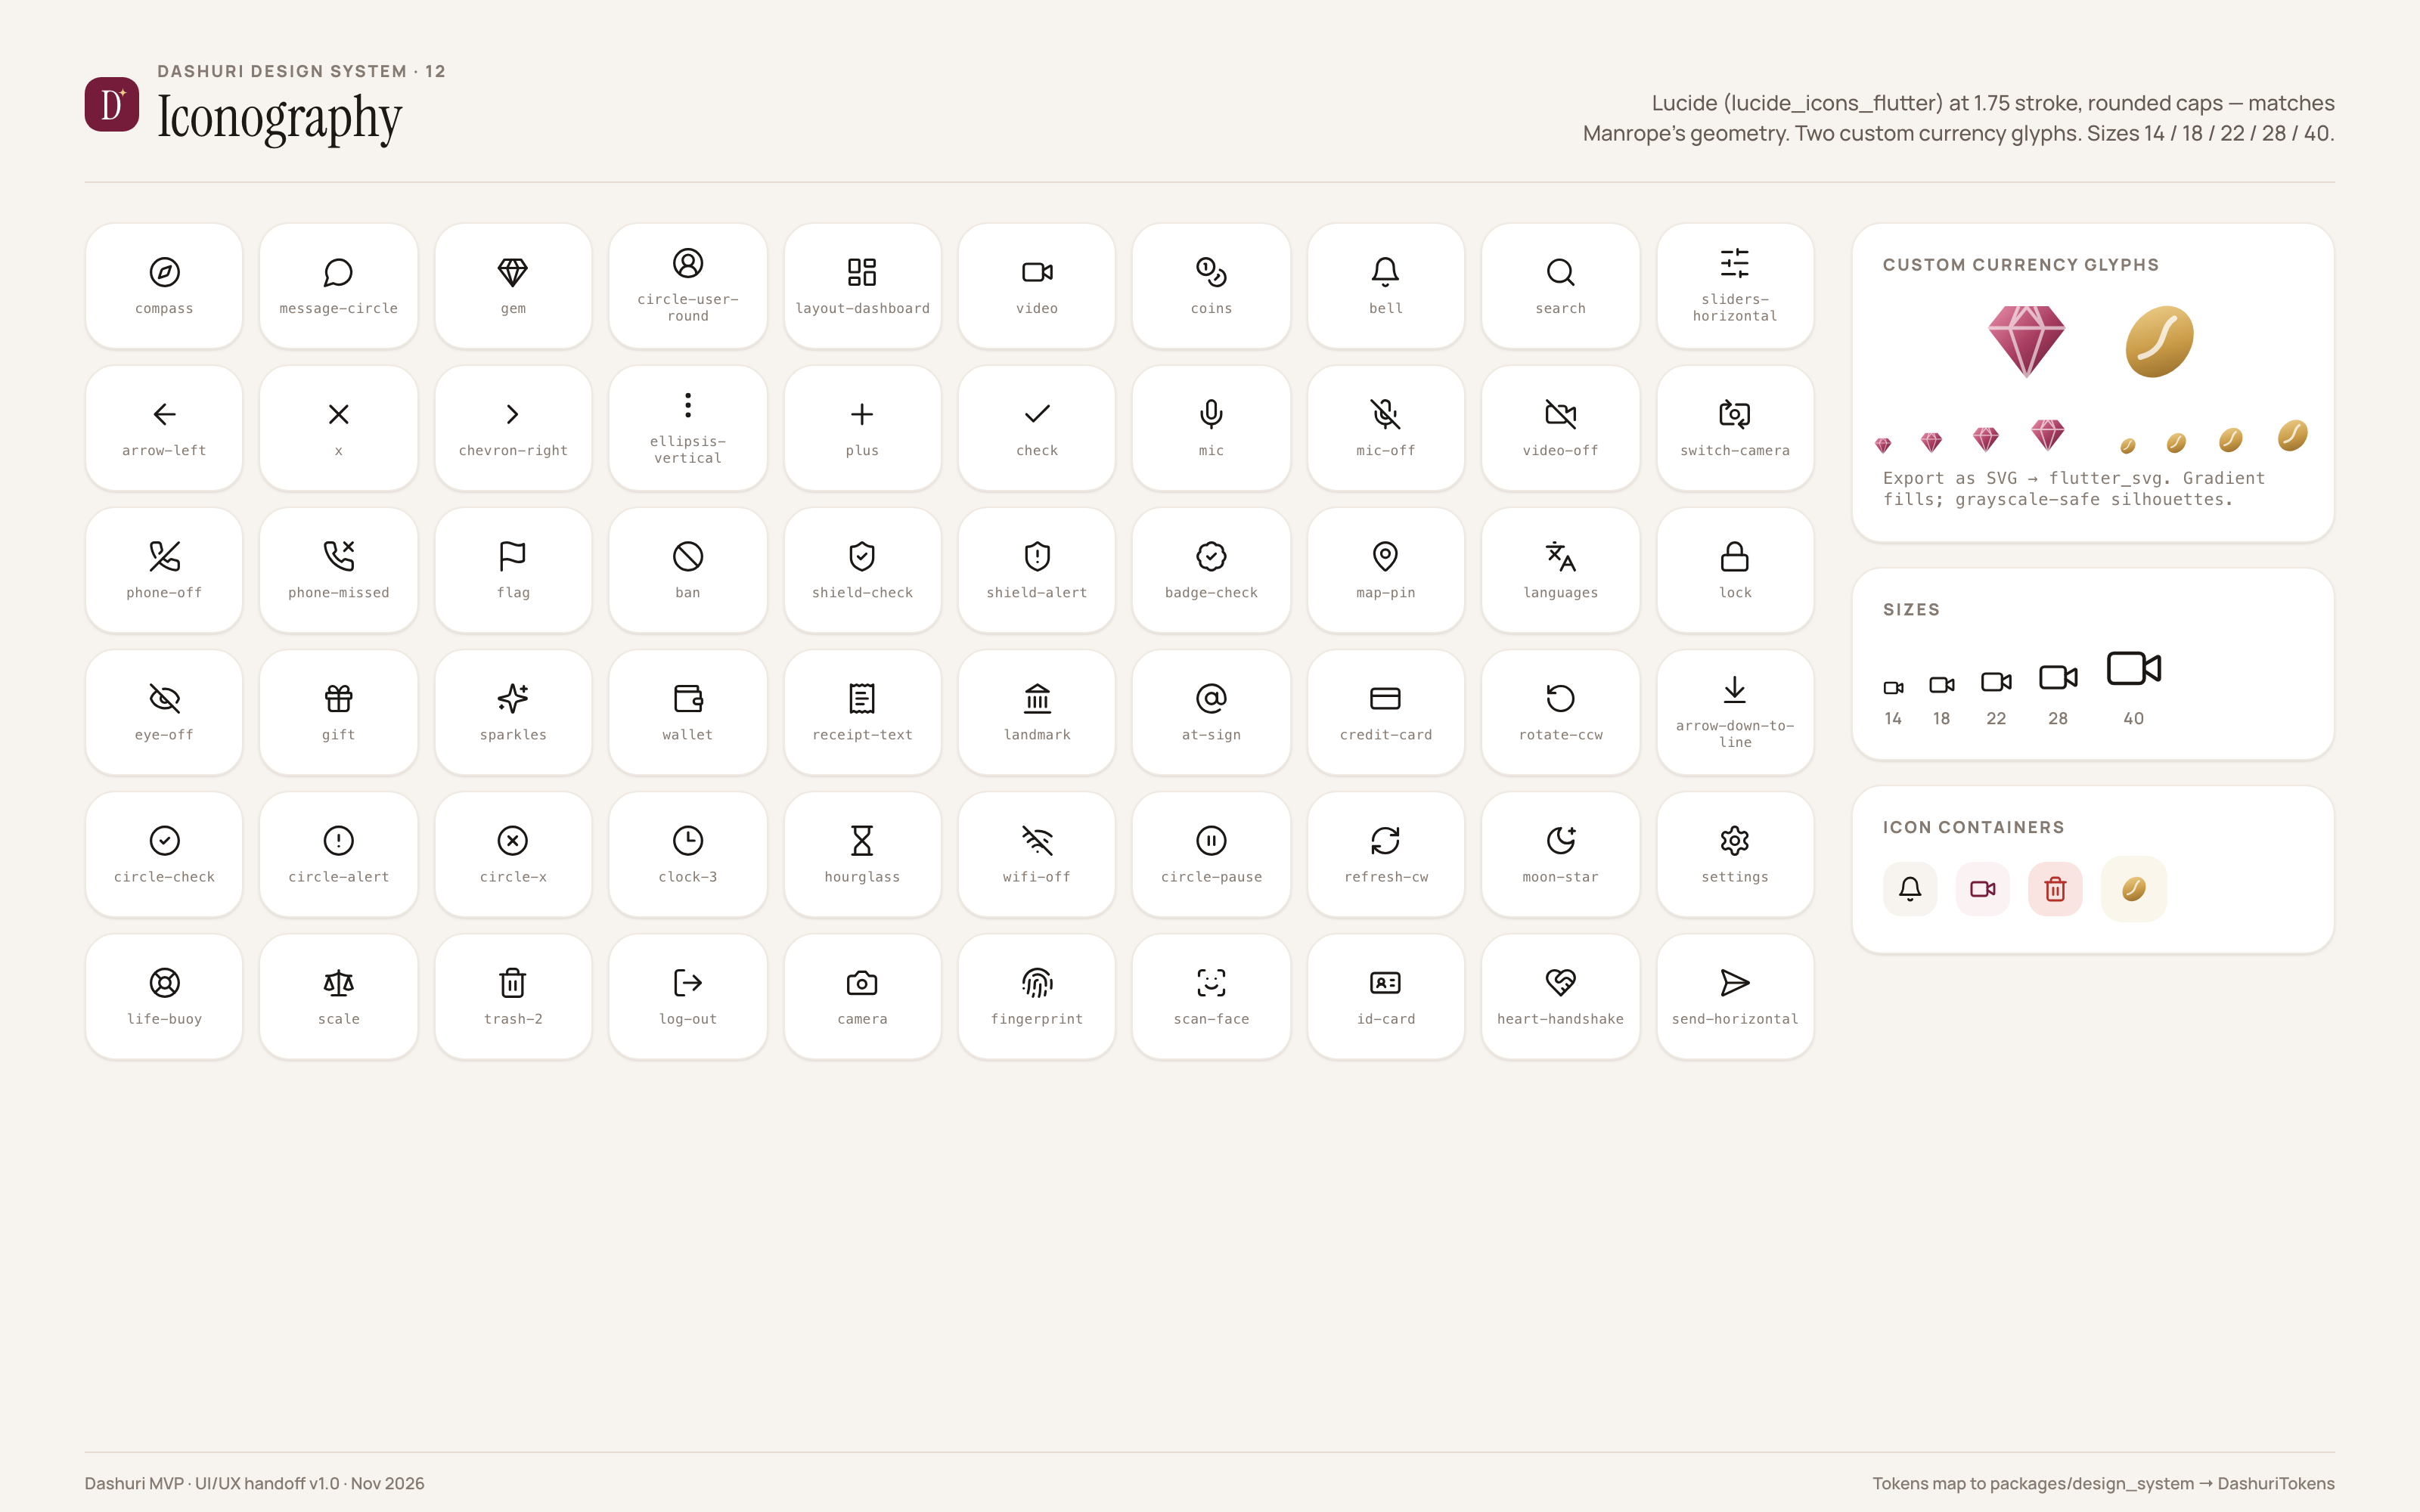 DASHURI DESIGN SYSTEM · 12
D
Iconography
Lucide (lucide_icons_flutter) at 1.75 stroke, rounded caps — matches
Manrope's geometry. Two custom currency glyphs. Sizes 14 / 18 / 22 / 28 / 40.
compass
message-circle
gem
circle-user-
round
layout-dashboard
video
coins
bell
search
sliders-
horizontal
arrow-left
x
chevron-right
ellipsis-
vertical
plus
check
mic
mic-off
video-off
switch-camera
phone-off
phone-missed
flag
ban
shield-check
shield-alert
badge-check
map-pin
languages
lock
eye-off
gift
sparkles
wallet
receipt-text
landmark
at-sign
credit-card
rotate-ccw
arrow-down-to-
line
circle-check
circle-alert
circle-x
clock-3
hourglass
wifi-off
circle-pause
refresh-cw
moon-star
settings
life-buoy
scale
trash-2
log-out
camera
fingerprint
scan-face
id-card
heart-handshake
send-horizontal
CUSTOM CURRENCY GLYPHS
Export as SVG → flutter_svg. Gradient
fills; grayscale-safe silhouettes.
SIZES
14 18 22 28 40
ICON CONTAINERS
Dashuri MVP · UI/UX handoff v1.0 · Nov 2026
Tokens map to packages/design_system → DashuriTokens